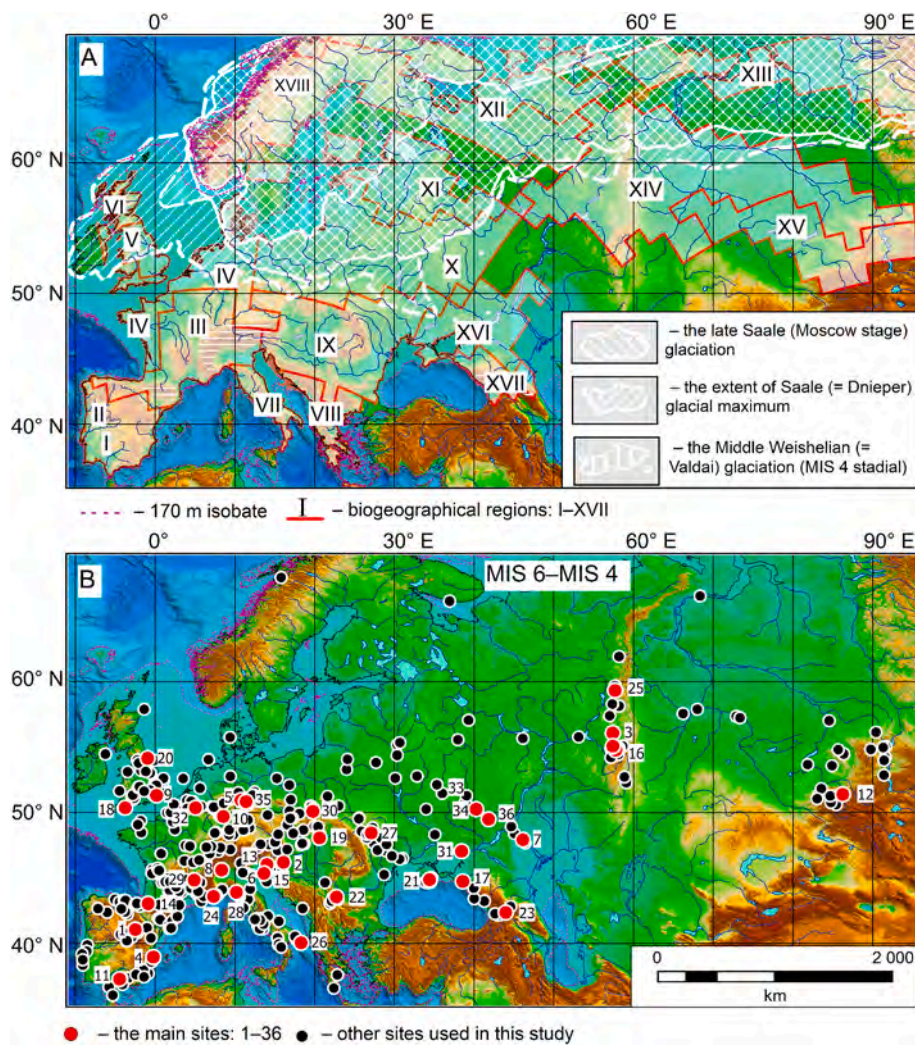 0° 30° E 60° E 90° E
A
XVIII
XIII
XII
60° N
XI
XIV
VI
V
XV
X
50° N
IV
IV
III
XVI
IX
– the late Saale (Moscow stage)
glaciation
– the extent of Saale (= Dnieper)
glacial maximum
– the Middle Weishelian (=
Valdai) glaciation (MIS 4 stadial)
XVII
II
VII
VIII
40° N
I
– 170 m isobate I – biogeographical regions: I–XVII
0° 30 E 60 E 90 E
B
MIS 6–MIS 4
60° N
25
3
16
20
33
12
9
5
35
18
50° N
32
10
30
34
36
27
19
7
13
31
8
2
29
15
21
17
14
24
28
22
23
1
40° N
26
4
11
0 2 000
km
– the main sites: 1–36 – other sites used in this study